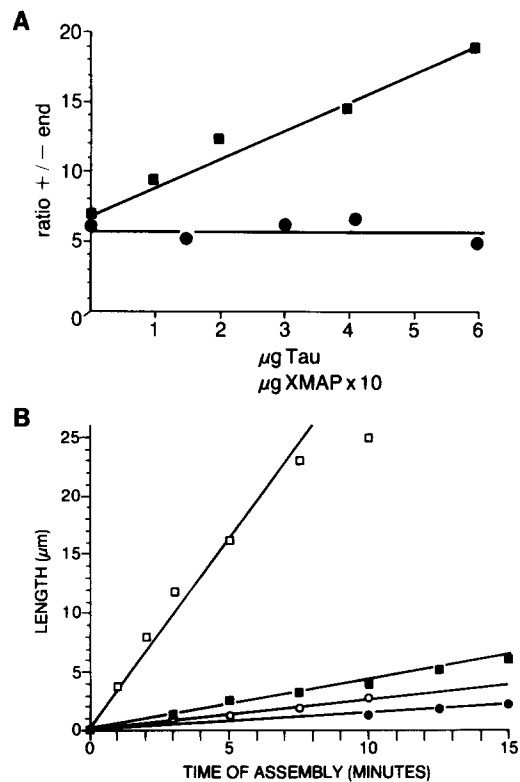 A
20
15
10
5
0
ratio + / − end
1 2 3 4 5 6
μg Tau
μg XMAP x 10
B
25
20
15
10
5
0
LENGTH (μm)
0 5 10 15
TIME OF ASSEMBLY (MINUTES)